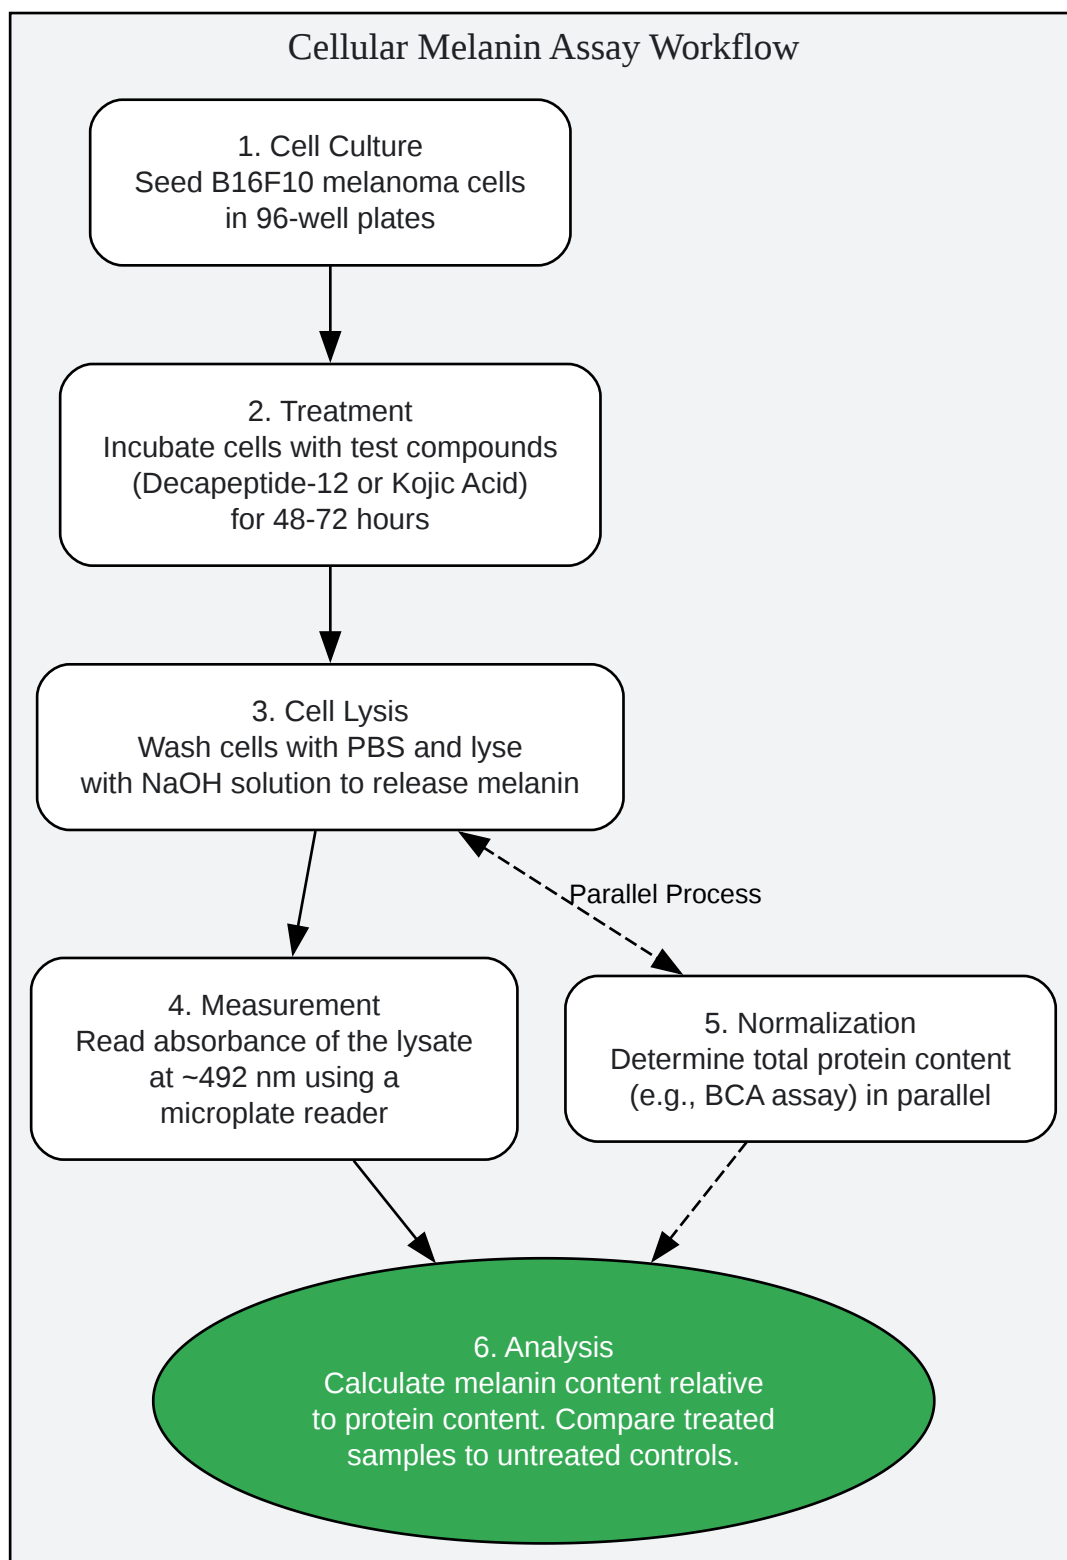 Cellular Melanin Assay Workflow
1. Cell Culture
Seed B16F10 melanoma cells
in 96-well plates
2. Treatment
Incubate cells with test compounds
(Decapeptide-12 or Kojic Acid)
for 48-72 hours
3. Cell Lysis
Wash cells with PBS and lyse
with NaOH solution to release melanin
Parallel Process
4. Measurement
Read absorbance of the lysate
at ~492 nm using a
microplate reader
5. Normalization
Determine total protein content
(e.g., BCA assay) in parallel
6. Analysis
Calculate melanin content relative
to protein content. Compare treated
samples to untreated controls.